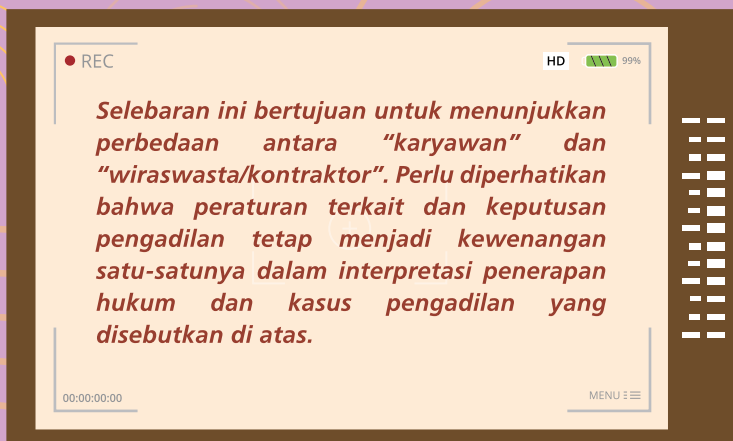 REC
HD
99%
Selebaran ini bertujuan untuk menunjukkan
perbedaan antara “karyawan” dan
“wiraswasta/kontraktor”. Perlu diperhatikan
bahwa peraturan terkait dan keputusan
pengadilan tetap menjadi kewenangan
satu-satunya dalam interpretasi penerapan
hukum dan kasus pengadilan yang
disebutkan di atas.
00:00:00:00
MENU